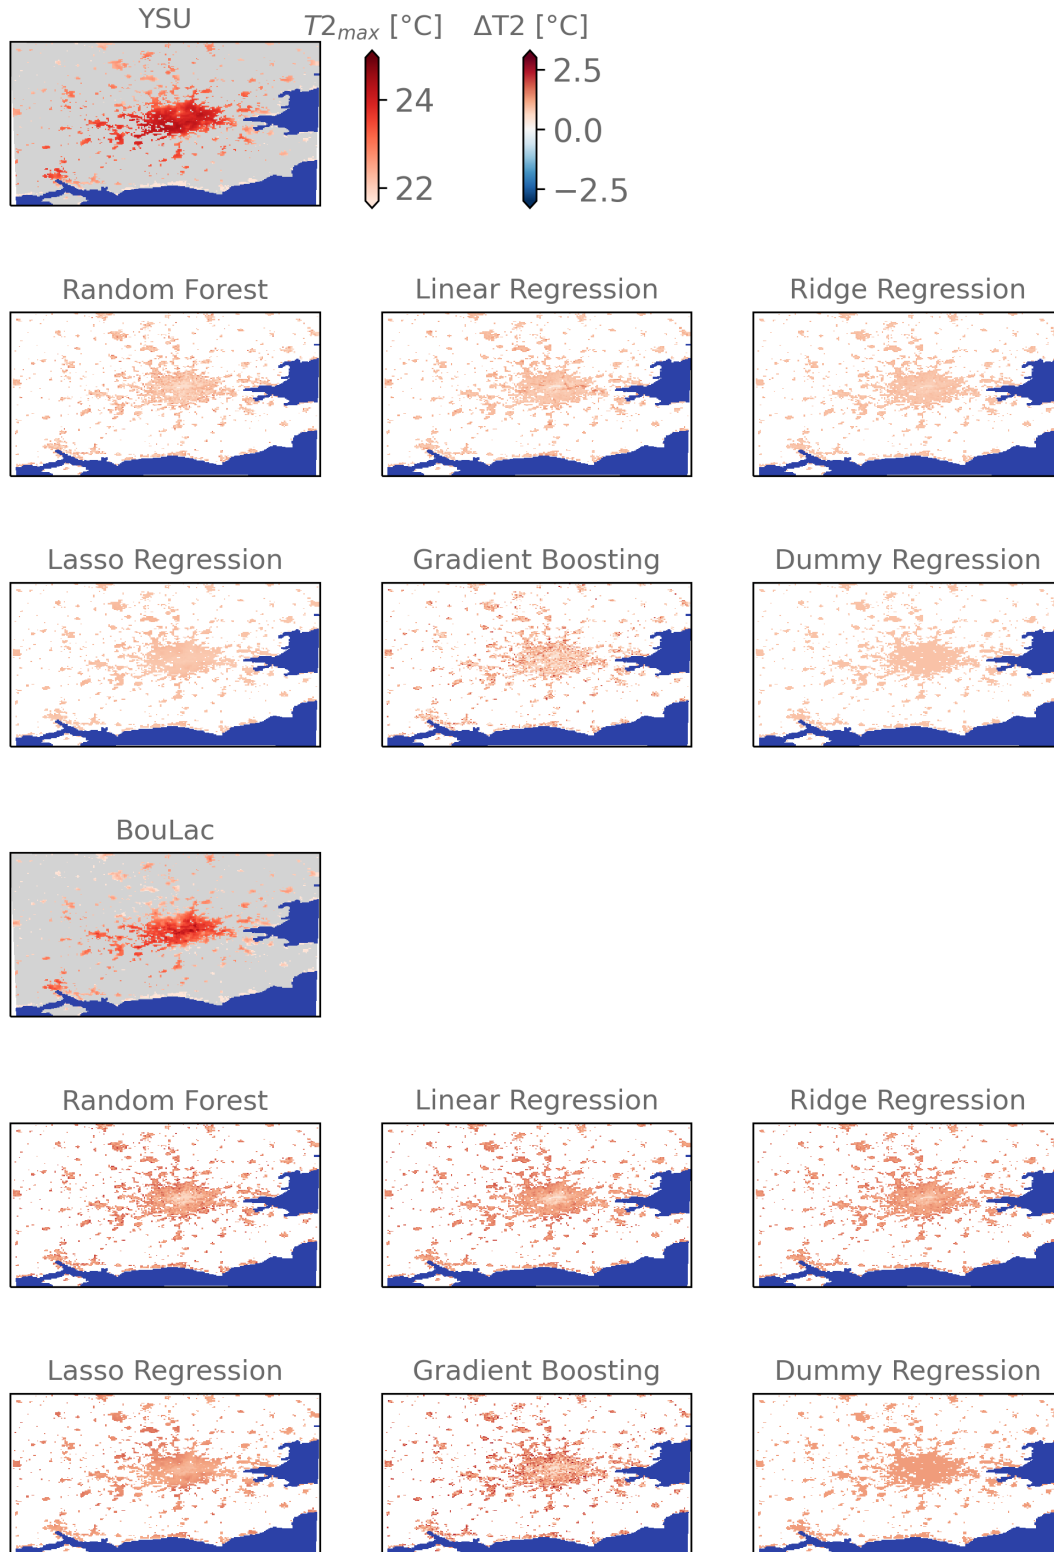 YSU
T2max [°C]
ΔT2 [°C]
24
22
2.5
0.0
−2.5
Random Forest
Linear Regression
Ridge Regression
Lasso Regression
Gradient Boosting
Dummy Regression
BouLac
Random Forest
Linear Regression
Ridge Regression
Lasso Regression
Gradient Boosting
Dummy Regression